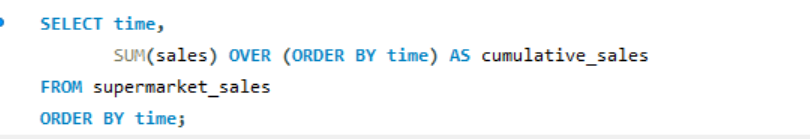 SELECT time,
SUM(sales) OVER (ORDER BY time) AS cumulative_sales
FROM supermarket_sales
ORDER BY time;